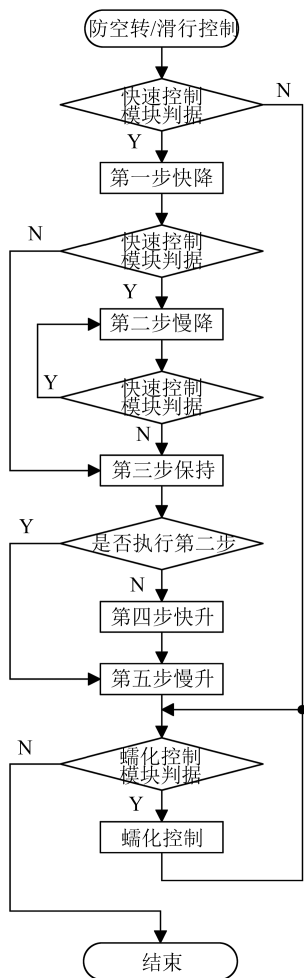 防空转/滑行控制
快速控制
模块判据
N
Y
第一步快降
N
快速控制
模块判据
Y
第二步慢降
Y
快速控制
模块判据
N
第三步保持
Y
是否执行第二步
N
第四步快升
第五步慢升
N
蠕化控制
模块判据
Y
蠕化控制
结束